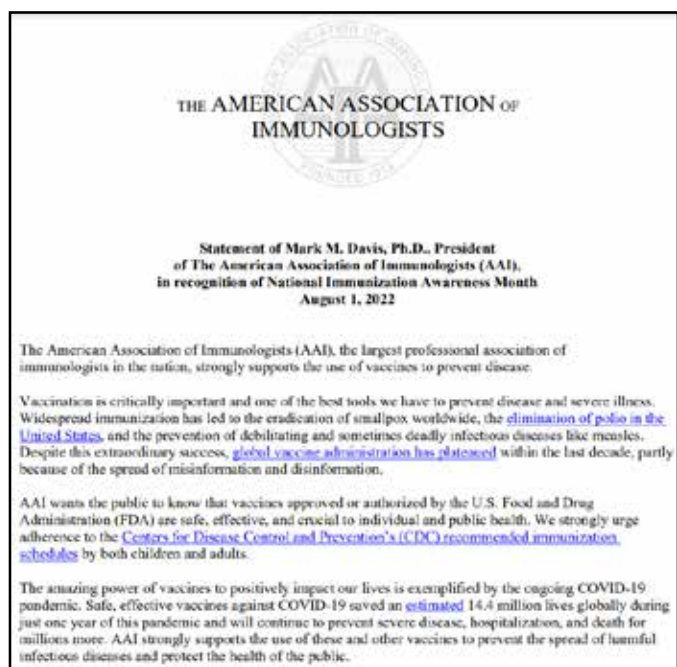 THE AMERICAN ASSOCIATION OF
IMMUNOLOGISTS
Statement of Mark M. Davis, Ph.D., President
of The American Association of Immunologists (AAI),
in recognition of National Immunization Awareness Month
August 1, 2022
The American Association of Immunologists (AAI), the largest professional association of
immunologists in the nation, strongly supports the use of vaccines to prevent disease.
Vaccination is critically important and one of the best tools we have to prevent disease and severe illness.
Widespread immunization has led to the eradication of smallpox worldwide, the elimination of polio in the
United States, and the prevention of debilitating and sometimes deadly infectious diseases like measles.
Despite this extraordinary success, global vaccine administration has plateaued within the last decade, partly
because of the spread of misinformation and disinformation.
AAI wants the public to know that vaccines approved or authorized by the U.S. Food and Drug
Administration (FDA) are safe, effective, and crucial to individual and public health. We strongly urge
adherence to the Centers for Disease Control and Prevention's (CDC) recommended immunization
schedules by both children and adults.
The amazing power of vaccines to positively impact our lives is exemplified by the ongoing COVID-19
pandemic. Safe, effective vaccines against COVID-19 saved an estimated 14.4 million lives globally during
just one year of this pandemic and will continue to prevent severe disease, hospitalization, and death for
millions more. AAI strongly supports the use of these and other vaccines to prevent the spread of harmful
infectious diseases and protect the health of the public.